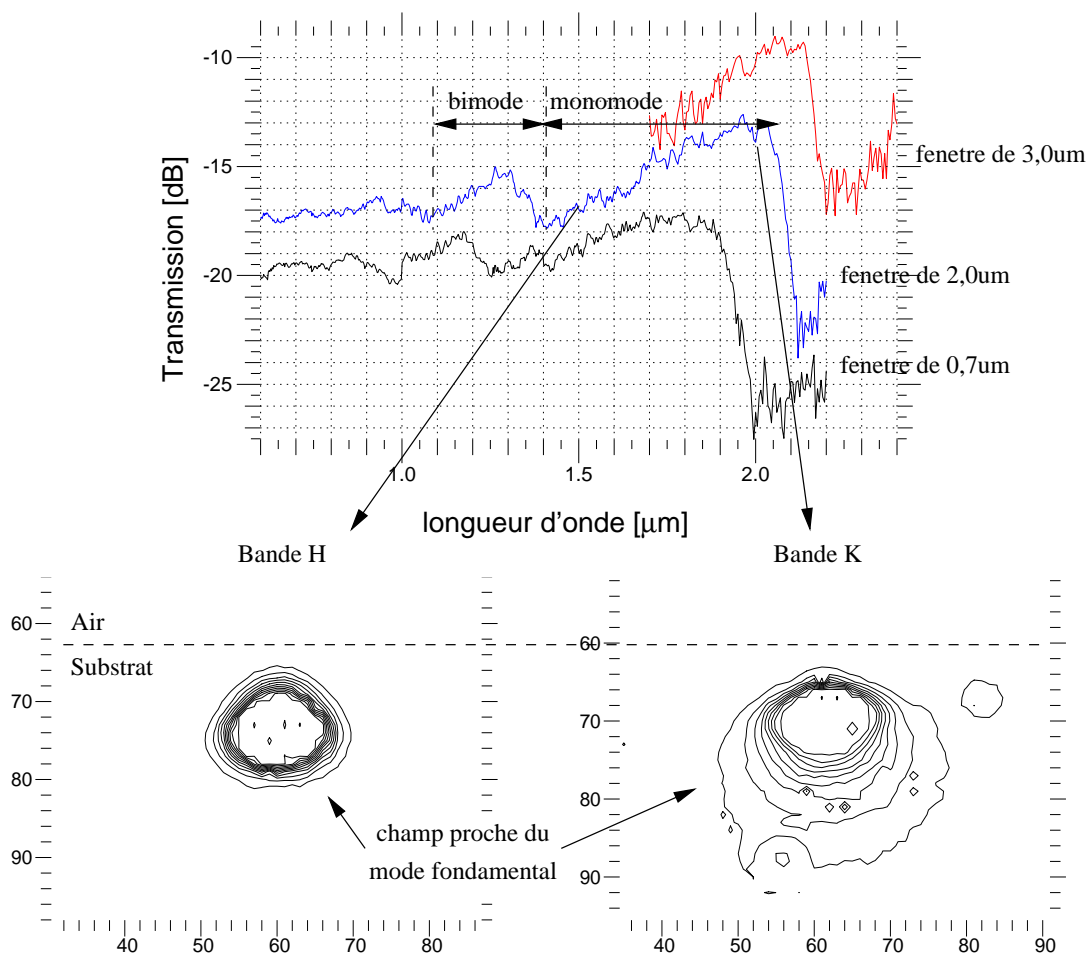 -10
bimode
monomode
-15
fenetre de 3,0um
Transmission [dB]
-20
fenetre de 2,0um
-25
fenetre de 0,7um
1.0
1.5
2.0
longueur d'onde [μm]
Bande H
Bande K
60
Air
60
Substrat
70
70
80
80
champ proche du
mode fondamental
90
90
40
50
60
70
80
40
50
60
70
80
90